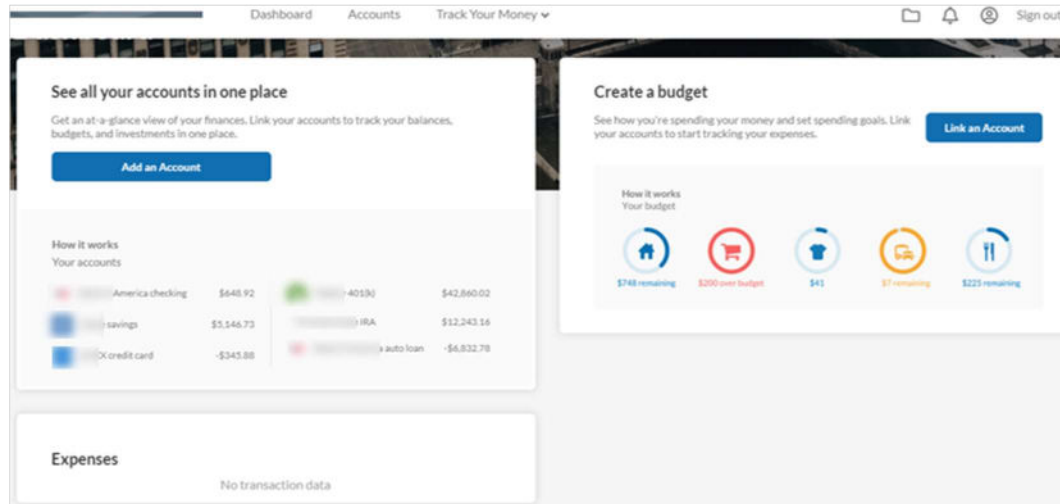 Dashboard Accounts Track Your Money
Sign out
See all your accounts in one place
Get an at-a-glance view of your finances. Link your accounts to track your balances,
budgets, and investments in one place.
Add an Account
How it works
Your accounts
America checking $648.92
savings $5,146.73
credit card -$345.88
401(k) $42,860.02
IRA $12,243.16
auto loan -$6,832.78
Expenses
No transaction data
Create a budget
See how you're spending your money and set spending goals. Link
your accounts to start tracking your expenses.
Link an Account
How it works
Your budget
$748 remaining $200 over budget $41 $7 remaining $225 remaining